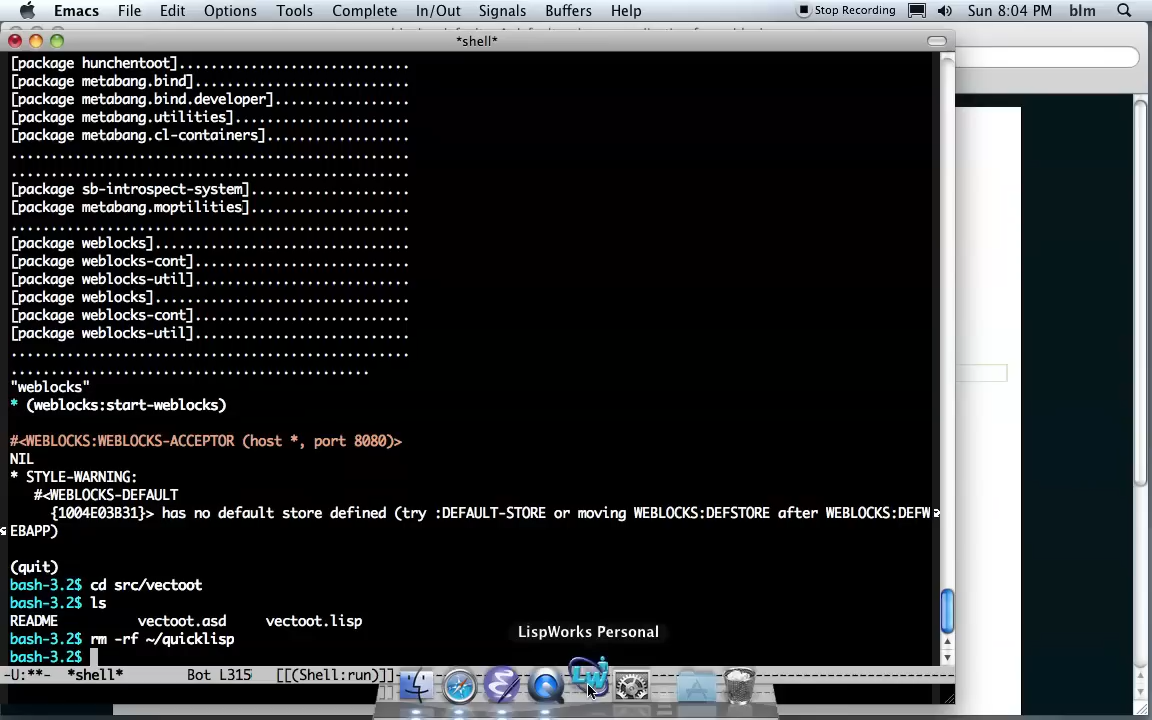 Emacs File Edit Options Tools Complete In/Out Signals Buffers Help Stop Recording Sun 8:04 PM blm
*shell*
[package hunchentoot]...........................
[package metabang.bind]...........................
[package metabang.bind.developer].................
[package metabang.utilities]......................
[package metabang.cl-containers]..................
..................................................
..................................................
[package sb-introspect-system]....................
[package metabang.moptilities]....................
..................................................
[package weblocks]................................
[package weblocks-cont]...........................
[package weblocks-util]...........................
[package weblocks]................................
[package weblocks-cont]...........................
[package weblocks-util]...........................
..................................................
.............................................
"weblocks"
* (weblocks:start-weblocks)
#<WEBLOCKS:WEBLOCKS-ACCEPTOR (host *, port 8080)>
NIL
* STYLE-WARNING:
#<WEBLOCKS-DEFAULT
{1004E03B31}> has no default store defined (try :DEFAULT-STORE or moving WEBLOCKS:DEFSTORE after WEBLOCKS:DEFW
EBAPP)
(quit)
bash-3.2$ cd src/vectoot
bash-3.2$ ls
README vectoot.asd vectoot.lisp
bash-3.2$ rm -rf ~/quicklisp
bash-3.2$
LispWorks Personal
-U:**- *shell* Bot L315 [[(Shell:run)]]